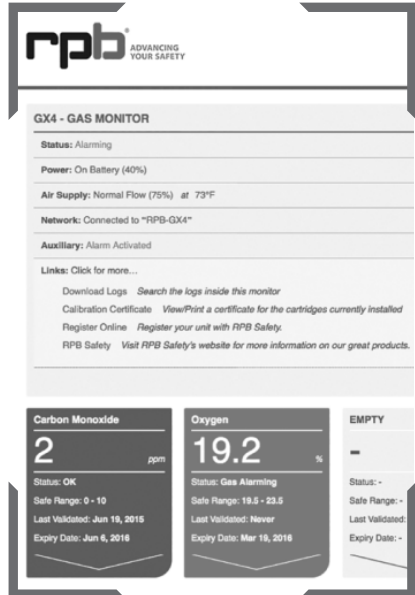 rpb
ADVANCING
YOUR SAFETY
GX4 - GAS MONITOR
Status: Alarming
Power: On Battery (40%)
Air Supply: Normal Flow (75%) at 73°F
Network: Connected to "RPB-GX4"
Auxiliary: Alarm Activated
Links: Click for more....
Download Logs Search the logs inside this monitor
Calibration Certificate View/Print a certificate for the cartridges currently installed
Register Online Register your unit with RPB Safety.
RPB Safety Visit RPB Safety's website for more information on our great products.
Carbon Monoxide
2 ppm
Status: OK
Safe Range: 0 - 10
Last Validated: Jun 19, 2015
Expiry Date: Jun 6, 2016
Oxygen
19.2 %
Status: Gas Alarming
Safe Range: 19.5 - 23.5
Last Validated: Never
Expiry Date: Mar 19, 2016
EMPTY
-
Status: -
Safe Range: -
Last Validated:
Expiry Date: -